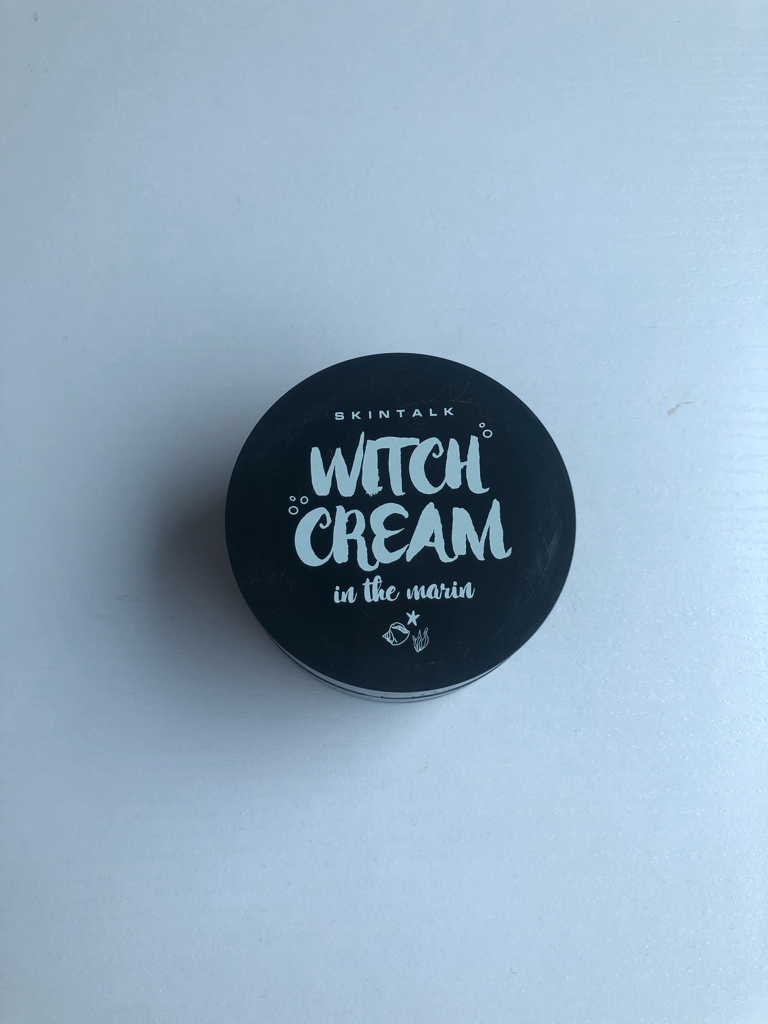 SKINTALK
WITCH
CREAM
in the marin